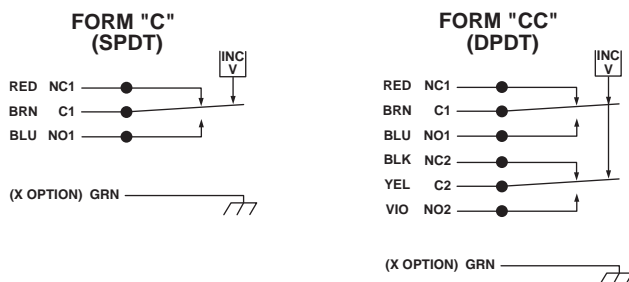 FORM "C"
(SPDT)
INC
V
RED NC1
BRN C1
BLU NO1
(X OPTION) GRN
FORM "CC"
(DPDT)
INC
V
RED NC1
BRN C1
BLU NO1
BLK NC2
YEL C2
VIO NO2
(X OPTION) GRN